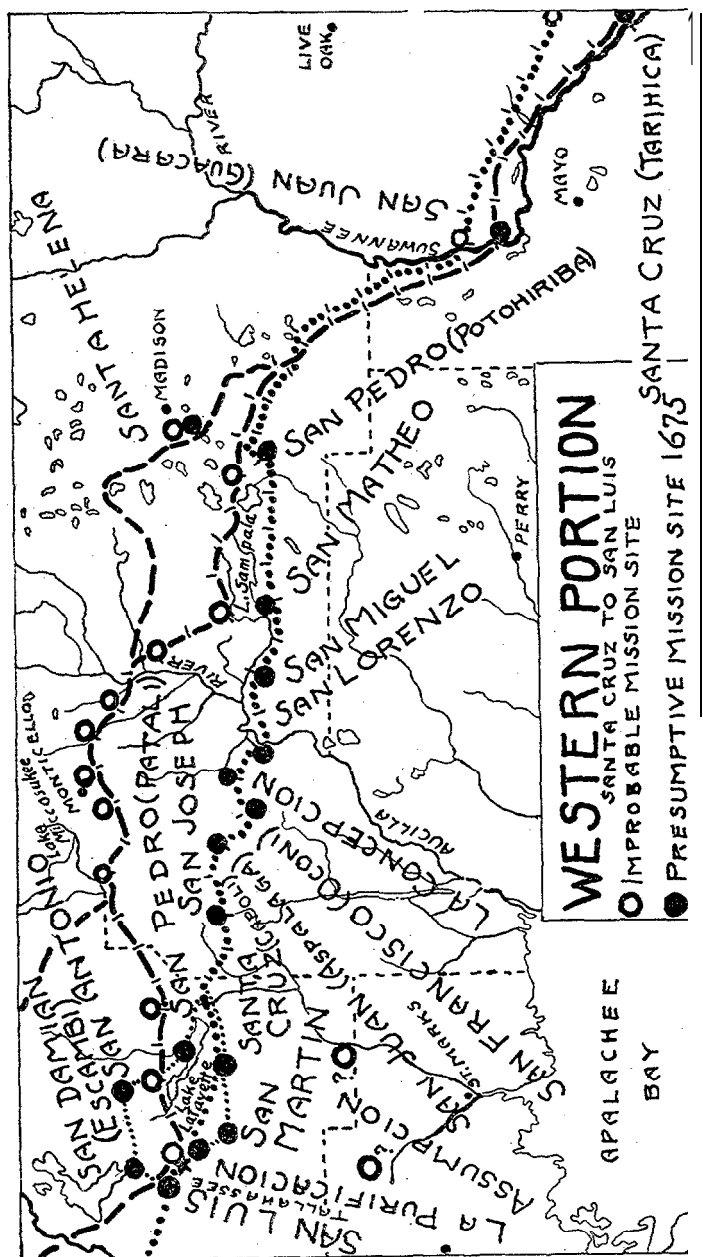 LIVE
OAK
RIVER
SAN JUAN
(GUACARA)
SUWANNEE
MAYO
SANTA CRUZ (TARIHICA)
SANTA HELENA
MADISON
SAN PEDRO (POTOHIRIBA)
L. Sampala
SAN MATHEO
PERRY
SAN MIGUEL
SAN LORENZO
RIVER
AUCILLA
MONTICELLO
Lake
Miccosukee
SAN PEDRO (PATALI)
SAN JOSEPH
LA CONCEPCION
SAN FRANCISCO (OCONI)
SAN JUAN (ASPALAGA)
SANTA
CRUZ (CABOLI)
SAN ANTONIO
SAN DAMIAN
(ESCAMBI)
Lake
Lafayette
SAN
MARTIN
ASSUMPCION
?
LA PURIFICACION
?
ST. MARKS
TALLAHASSEE
SAN LUIS
APALACHEE
BAY
WESTERN PORTION
SANTA CRUZ TO SAN LUIS
IMPROBABLE MISSION SITE
PRESUMPTIVE MISSION SITE 1675